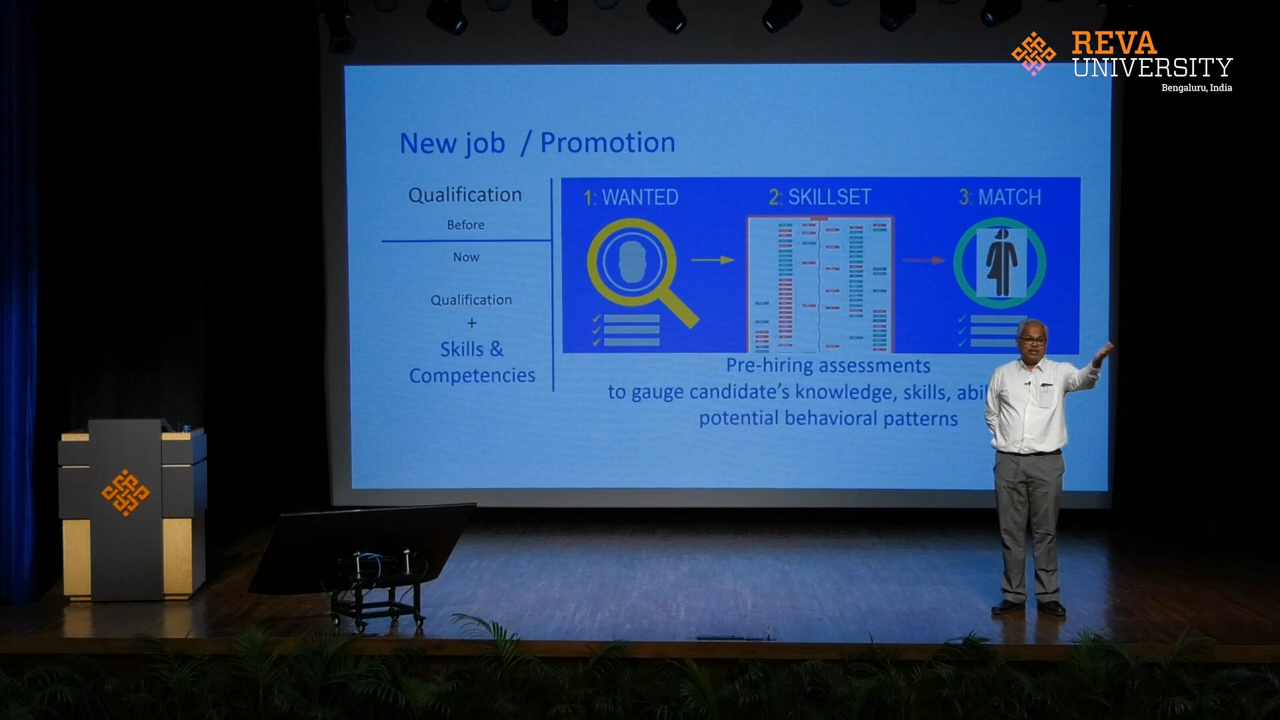 REVA
UNIVERSITY
Bengaluru, India
New job / Promotion
Qualification
Before
Now
Qualification
+
Skills &
Competencies
1: WANTED
2: SKILLSET
3: MATCH
Pre-hiring assessments
to gauge candidate's knowledge, skills,
potential behavioral patterns